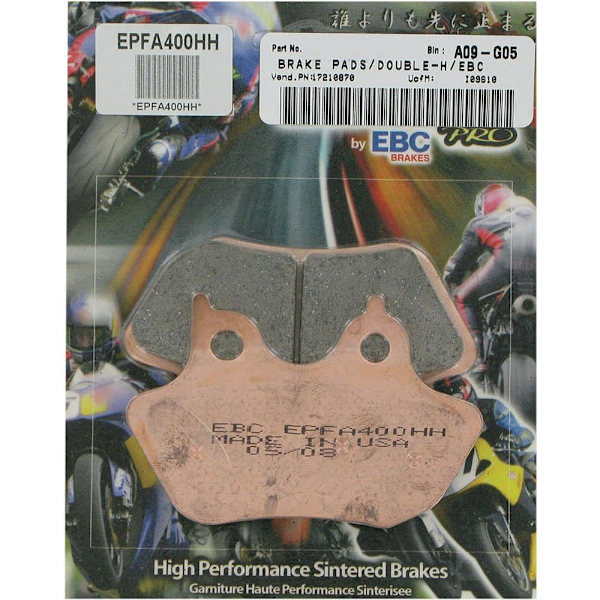 誰よりも先に止まる
EPFA400HH
*EPFA400HH*
Part No.
Bin: A09-G05
BRAKE PADS/DOUBLE-H/EBC
Vend.PN:17210870 UofM: I09610
by EBC
BRAKES
PRO
EBC EPFA400HH
MADE IN USA
05/08
High Performance Sintered Brakes
Garniture Haute Performance Sinterisee